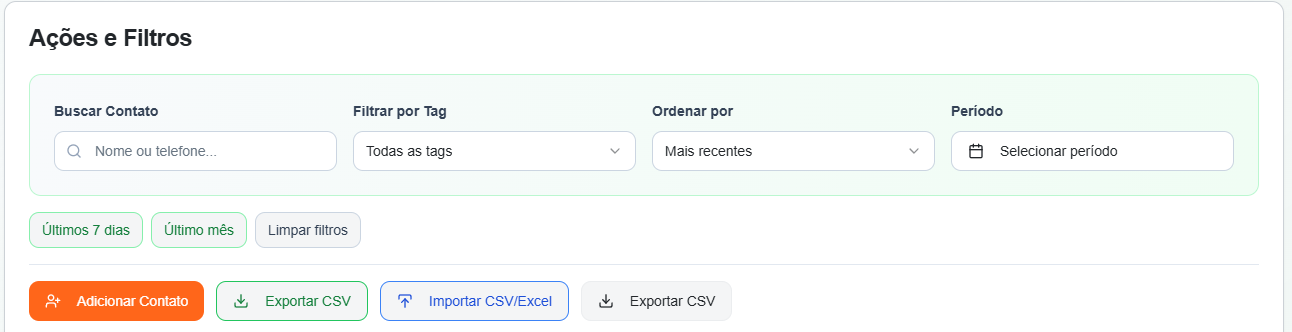 Ações e Filtros
Buscar Contato
Filtrar por Tag
Ordenar por
Período
Nome ou telefone...
Todas as tags
Mais recentes
Selecionar período
Últimos 7 dias
Último mês
Limpar filtros
Adicionar Contato
Exportar CSV
Importar CSV/Excel
Exportar CSV